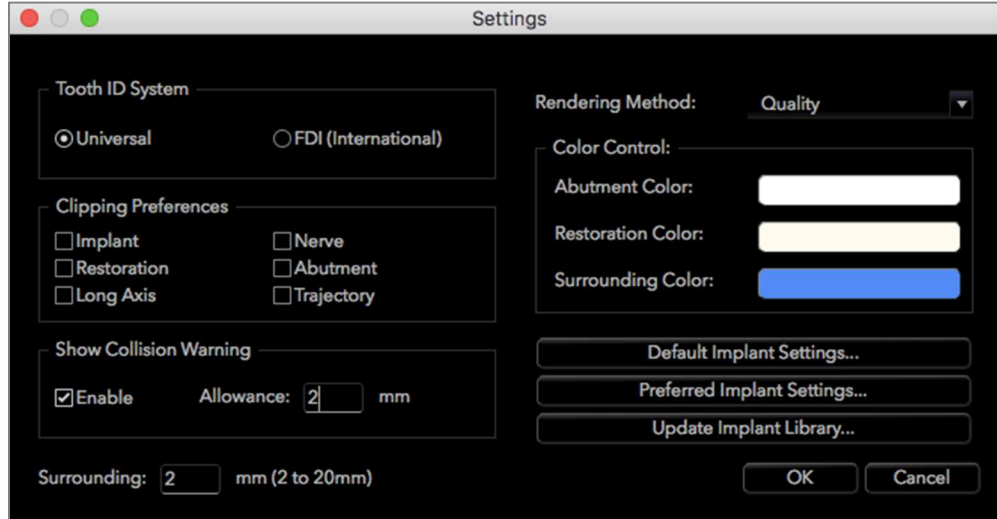 Settings
Tooth ID System
Universal
FDI (International)
Clipping Preferences
Implant
Nerve
Restoration
Abutment
Long Axis
Trajectory
Show Collision Warning
Enable
Allowance: 2 mm
Surrounding: 2 mm (2 to 20mm)
Rendering Method: Quality
Color Control:
Abutment Color:
Restoration Color:
Surrounding Color:
Default Implant Settings...
Preferred Implant Settings...
Update Implant Library...
OK
Cancel